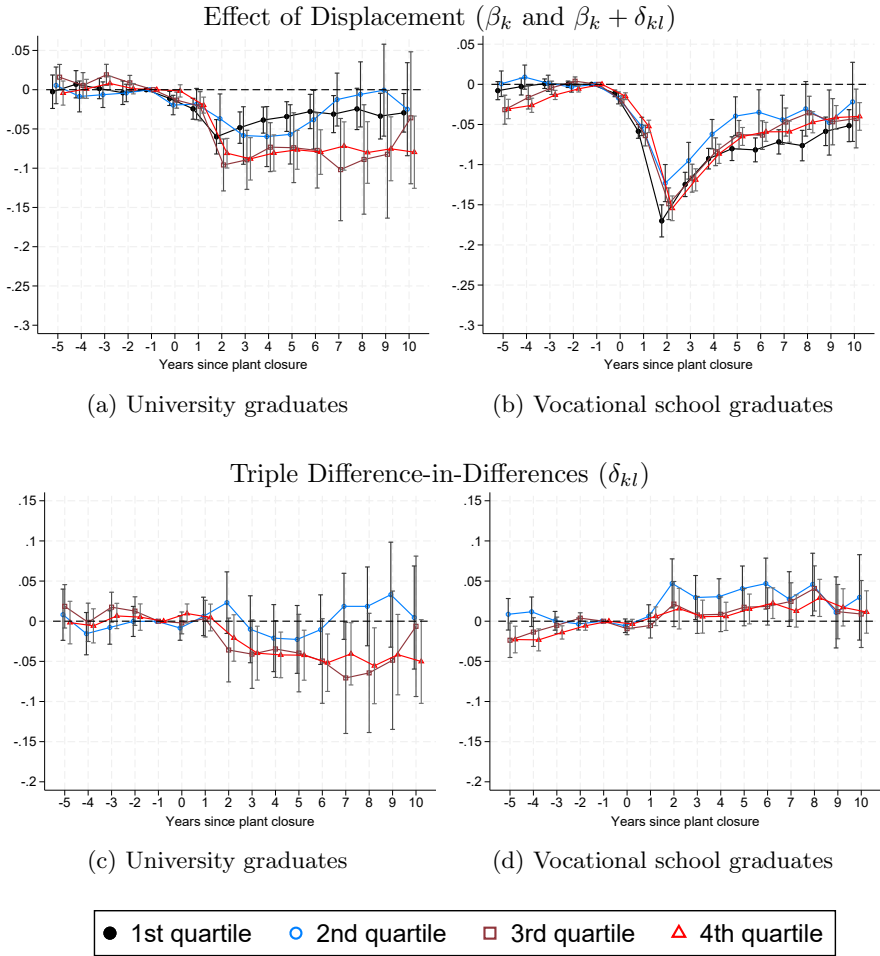 Effect of Displacement (βₖ and βₖ + δₖₗ)
.05
0
-.05
-.1
-.15
-.2
-.25
-.3
-5 -4 -3 -2 -1 0 1 2 3 4 5 6 7 8 9 10
Years since plant closure
(a) University graduates
.05
0
-.05
-.1
-.15
-.2
-.25
-.3
-5 -4 -3 -2 -1 0 1 2 3 4 5 6 7 8 9 10
Years since plant closure
(b) Vocational school graduates
Triple Difference-in-Differences (δₖₗ)
.15
.1
.05
0
-.05
-.1
-.15
-.2
-5 -4 -3 -2 -1 0 1 2 3 4 5 6 7 8 9 10
Years since plant closure
(c) University graduates
.15
.1
.05
0
-.05
-.1
-.15
-.2
-5 -4 -3 -2 -1 0 1 2 3 4 5 6 7 8 9 10
Years since plant closure
(d) Vocational school graduates
1st quartile 2nd quartile 3rd quartile 4th quartile